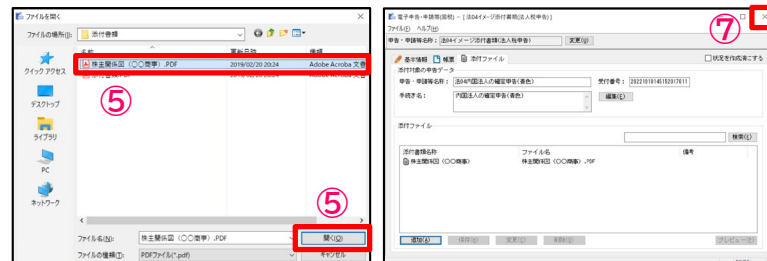 ファイルを開く
ファイルの場所(I):
添付書類
名前
更新日時
種類
株主関係図（〇〇商事）.PDF
2019/02/20 20:24
Adobe Acroba 文書
2019/02/20 20:24
Adobe Acroba 文書
クイック アクセス
デスクトップ
ライブラリ
PC
ネットワーク
⑤
⑤
ファイル名(N):
株主関係図（〇〇商事）.PDF
開く(O)
ファイルの種類(T):
PDFファイル(*.pdf)
キャンセル
電子申告・申請等(国税) - [法04イメージ添付書類(法人税申告)]
⑦
ファイル(F) ヘルプ(H)
申告・申請等名称：
法04イメージ添付書類(法人税申告)
変更(U)
基本情報
帳票
添付ファイル
状況を作成済にする
添付対象の申告データ
申告・申請等名称：
法04内国法人の確定申告(青色)
受付番号：
20221018145152017611
手続き名：
内国法人の確定申告(青色)
編集(E)
添付ファイル
検索(L)
添付書類名称
ファイル名
備考
株主関係図（〇〇商事）
株主関係図（〇〇商事）.PDF
追加(A)
プレビュー(P)